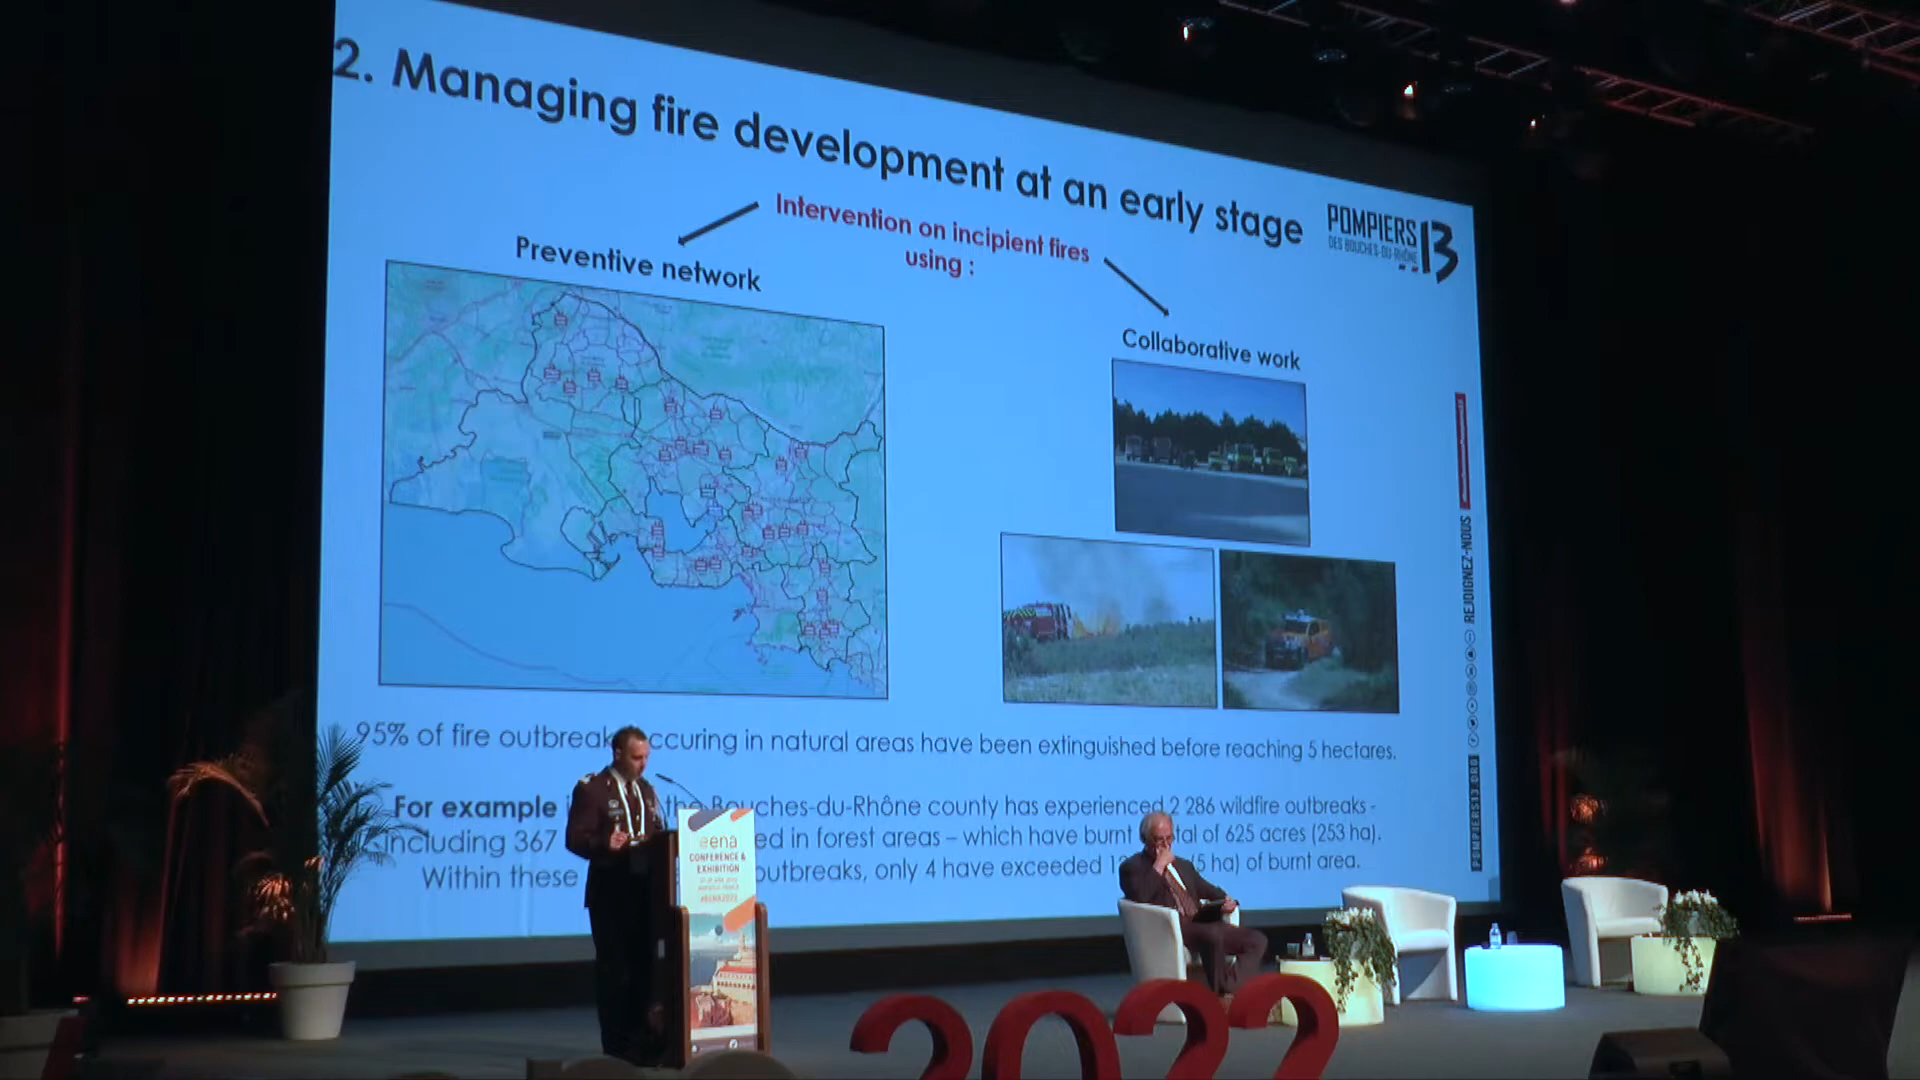 2. Managing fire development at an early stage
POMPIERS 13
DES BOUCHES-DU-RHÔNE
Intervention on incipient fires
using :
Preventive network
Collaborative work
REJOIGNEZ-NOUS
POMPIERS13.ORG
95% of fire outbreak ccuring in natural areas have been extinguished before reaching 5 hectares.
For example the Bouches-du-Rhône county has experienced 2 286 wildfire outbreaks -
including 367 ed in forest areas – which have burnt tal of 625 acres (253 ha).
Within these outbreaks, only 4 have exceeded (5 ha) of burnt area.
eena
CONFERENCE &
EXHIBITION
#EENA2022
2022